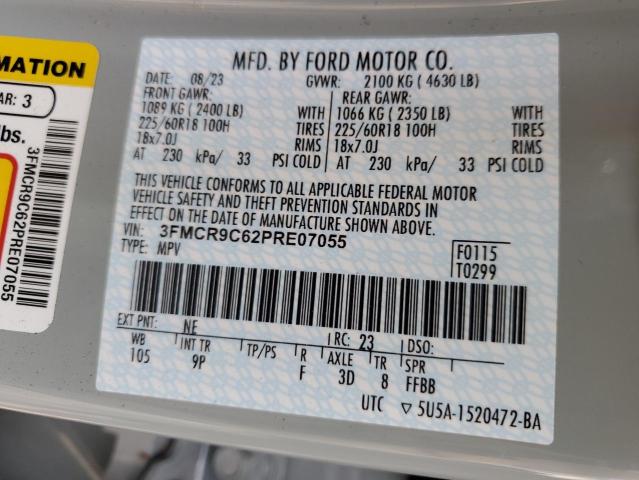 MFD. BY FORD MOTOR CO.
DATE: 08/23 GVWR: 2100 KG ( 4630 LB)
FRONT GAWR: REAR GAWR:
1089 KG ( 2400 LB) WITH 1066 KG ( 2350 LB) WITH
225/60R18 100H TIRES 225/60R18 100H TIRES
18x7.0J RIMS 18x7.0J RIMS
AT 230 kPa/ 33 PSI COLD AT 230 kPa/ 33 PSI COLD
THIS VEHICLE CONFORMS TO ALL APPLICABLE FEDERAL MOTOR
VEHICLE SAFETY AND THEFT PREVENTION STANDARDS IN
EFFECT ON THE DATE OF MANUFACTURE SHOWN ABOVE.
VIN: 3FMCR9C62PRE07055
TYPE: MPV
F0115
T0299
EXT PNT: NE RC: 23 DSO:
WB INT TR TP/PS R AXLE TR SPR
105 9P F 3D 8 FFBB
UTC ▽ 5U5A-1520472-BA
MATION
AR: 3
lbs.
3FMCR9C62PRE07055